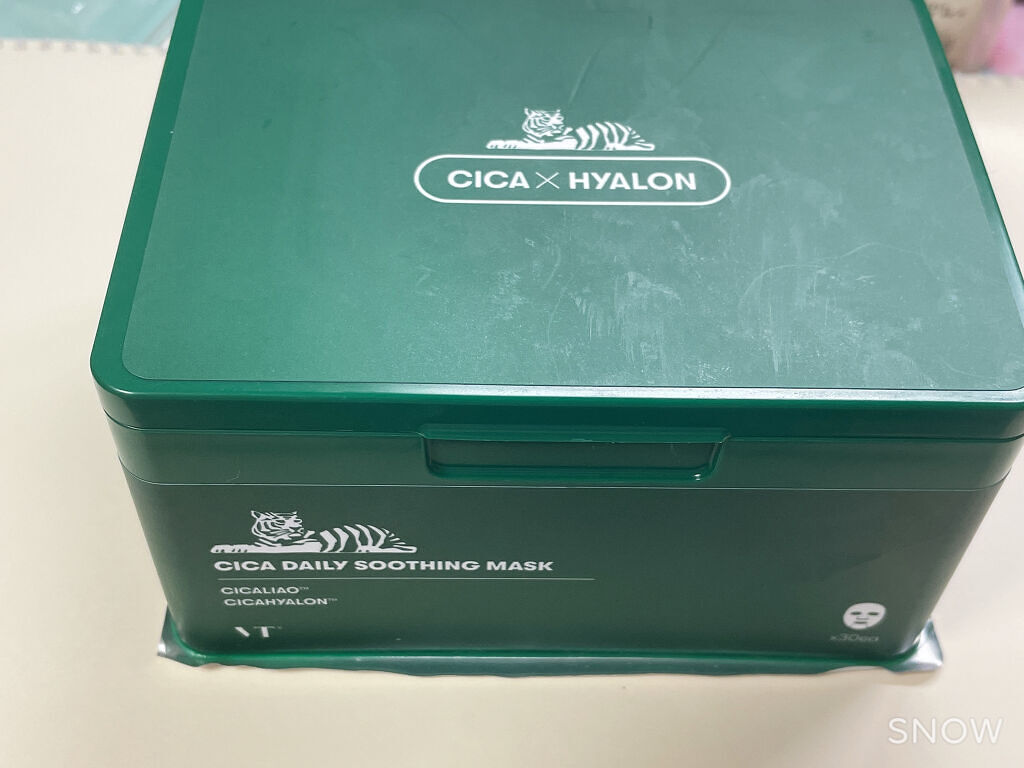 CICA × HYALON
CICA DAILY SOOTHING MASK
CICALIAO™
CICAHYALON™
VT
x30ea
SNOW